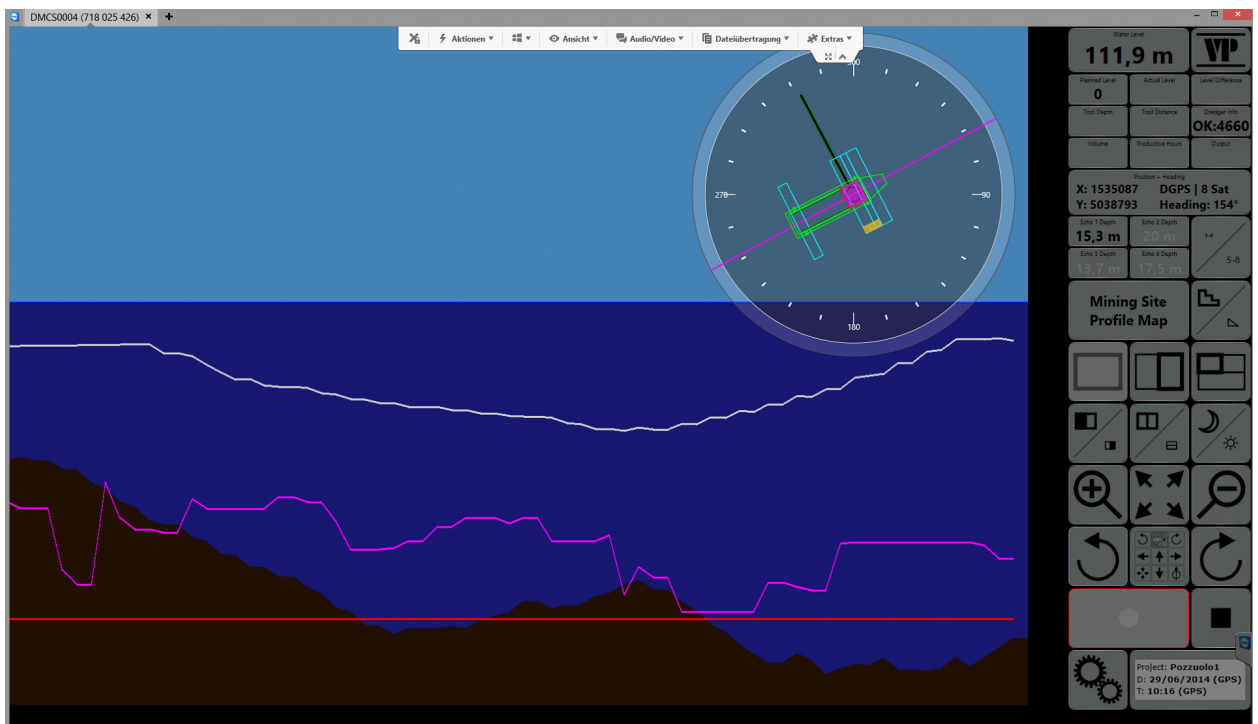 DMCS0004 (718 025 426)
Aktionen
Ansicht
Audio/Video
Dateiübertragung
Extras
270
90
180
Water Level
111,9 m
VP
Planned Level
0
Actual Level
Level Difference
Tool Depth
Tool Distance
Dredger Info
OK:4660
Volume
Productive Hours
Output
Position + Heading
X: 1535087 DGPS | 8 Sat
Y: 5038793 Heading: 154°
Echo 1 Depth
15,3 m
Echo 2 Depth
20 m
1-4
5-8
Echo 3 Depth
13,7 m
Echo 4 Depth
17,5 m
Mining Site
Profile Map
Project: Pozzuolo1
D: 29/06/2014 (GPS)
T: 10:16 (GPS)